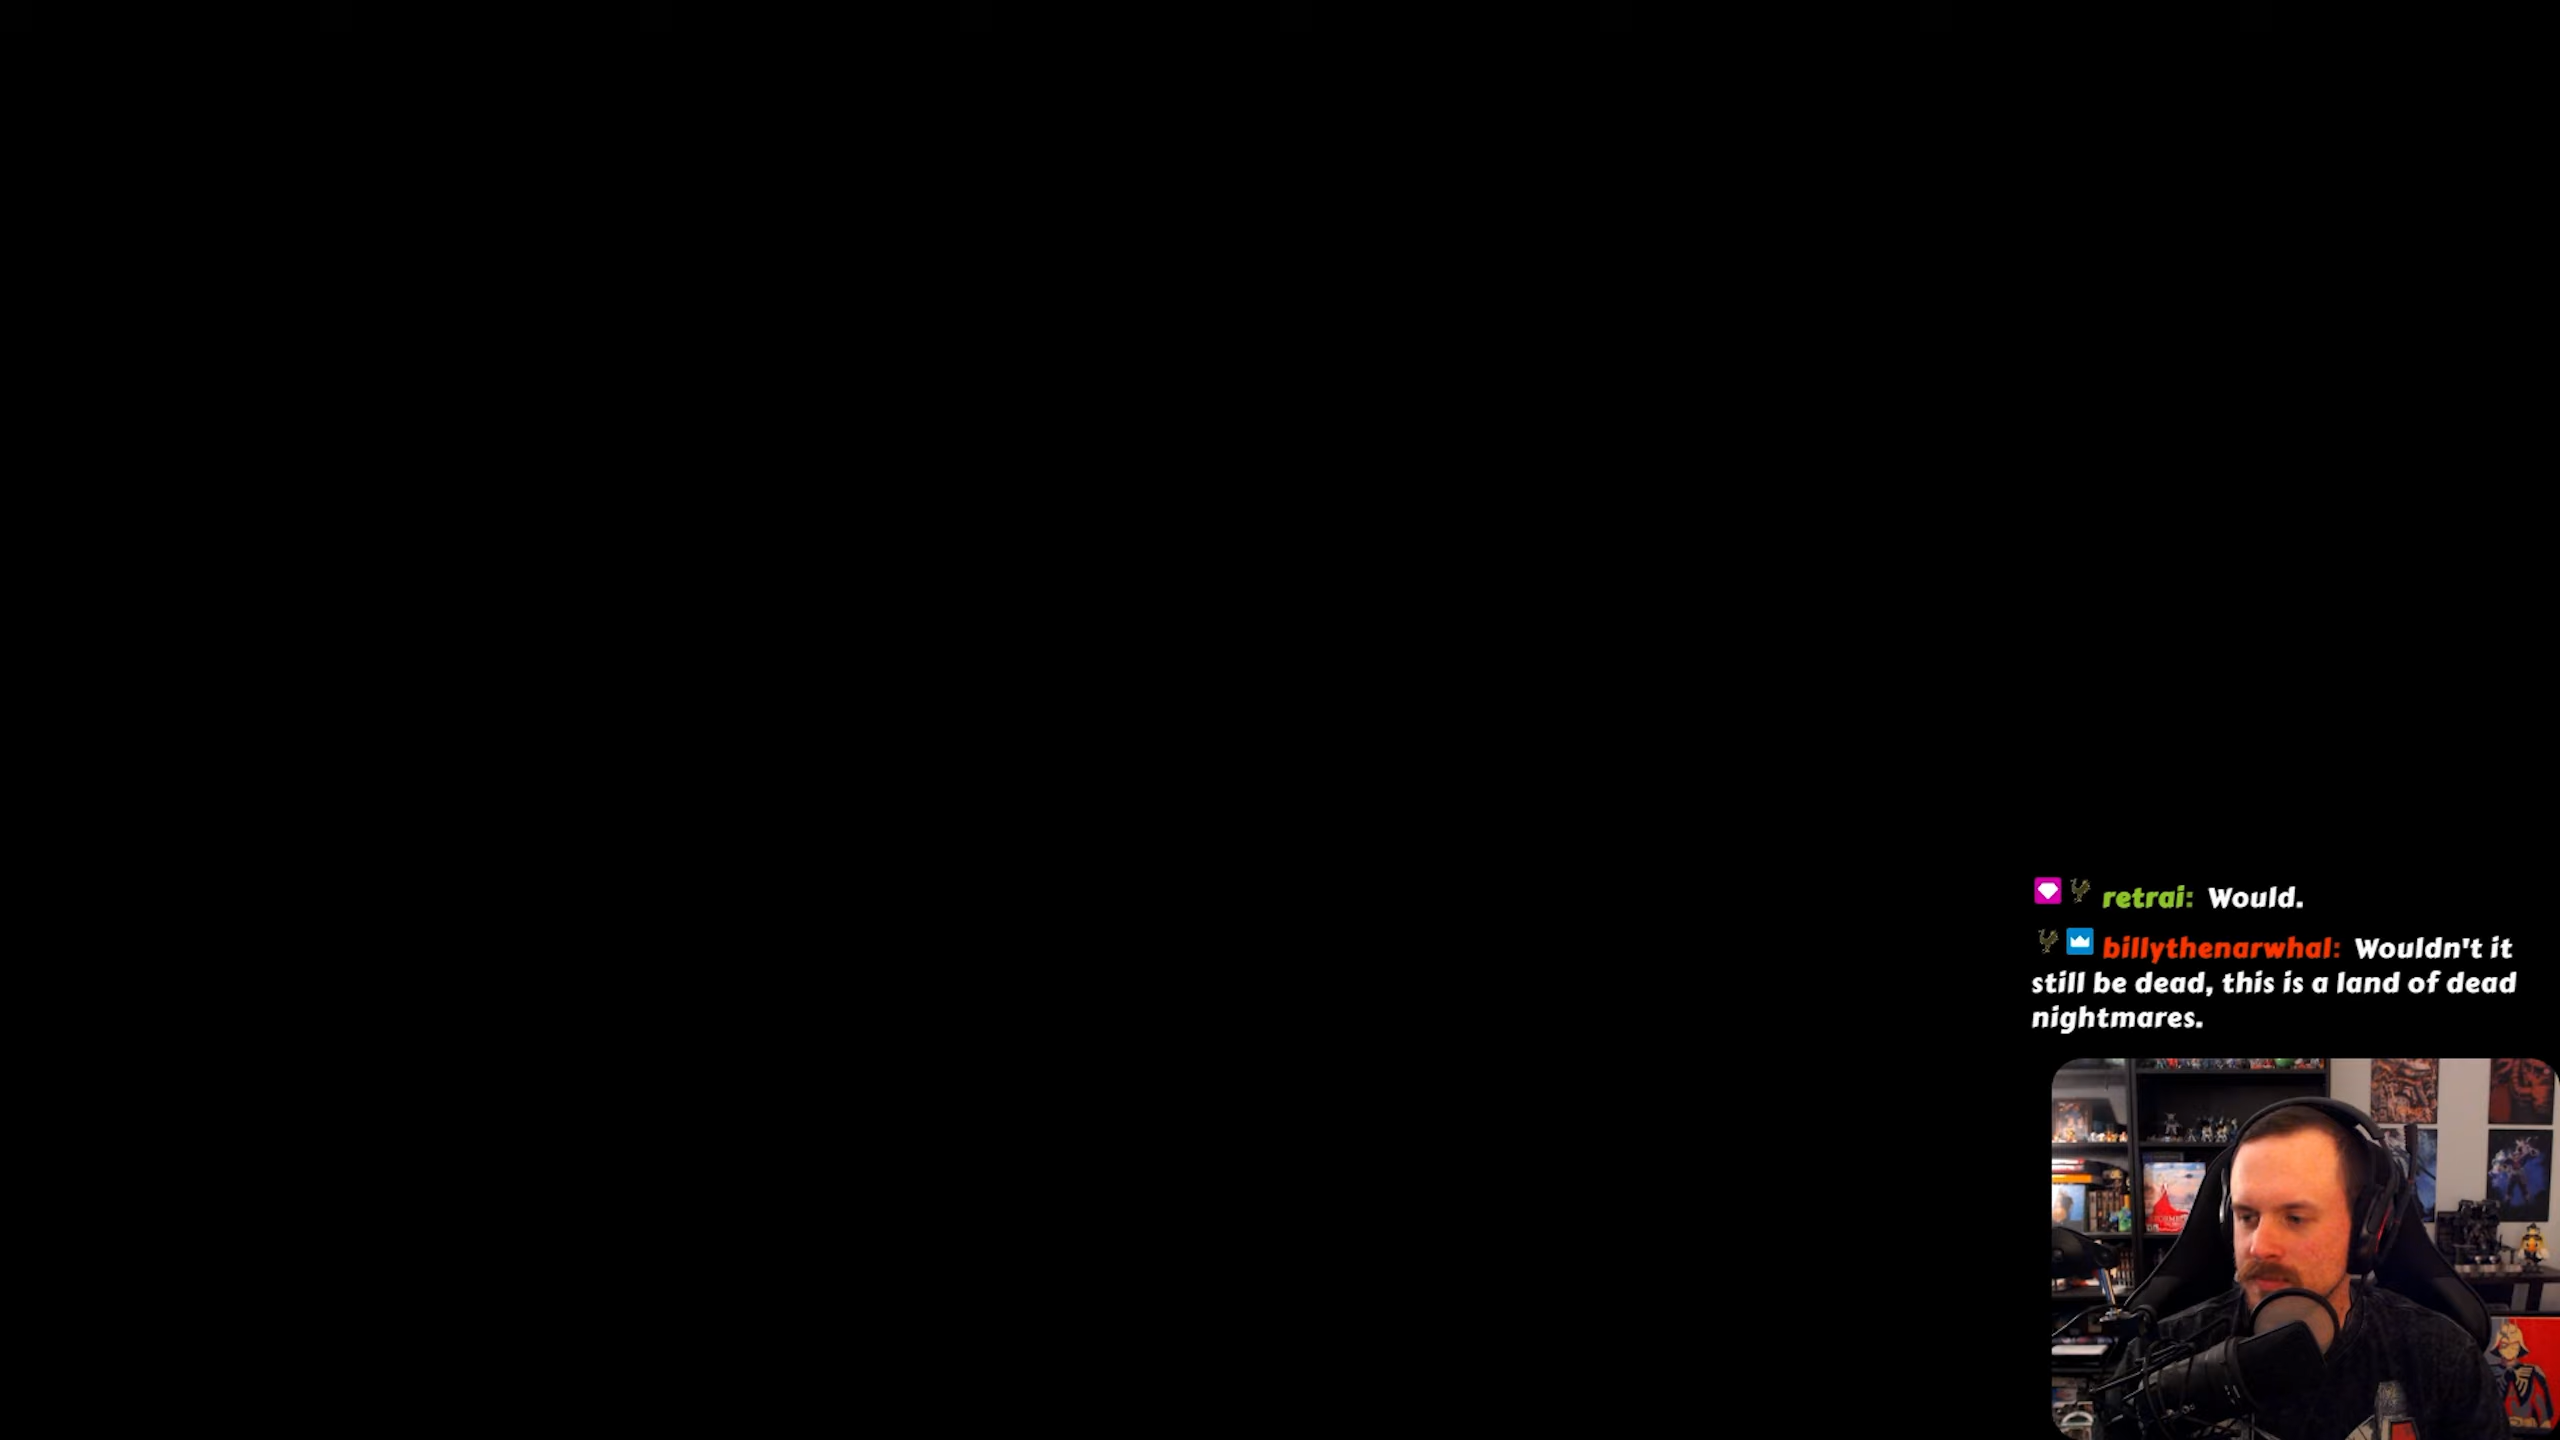 retrai: Would.
billythenarwhal: Wouldn't it
still be dead, this is a land of dead
nightmares.